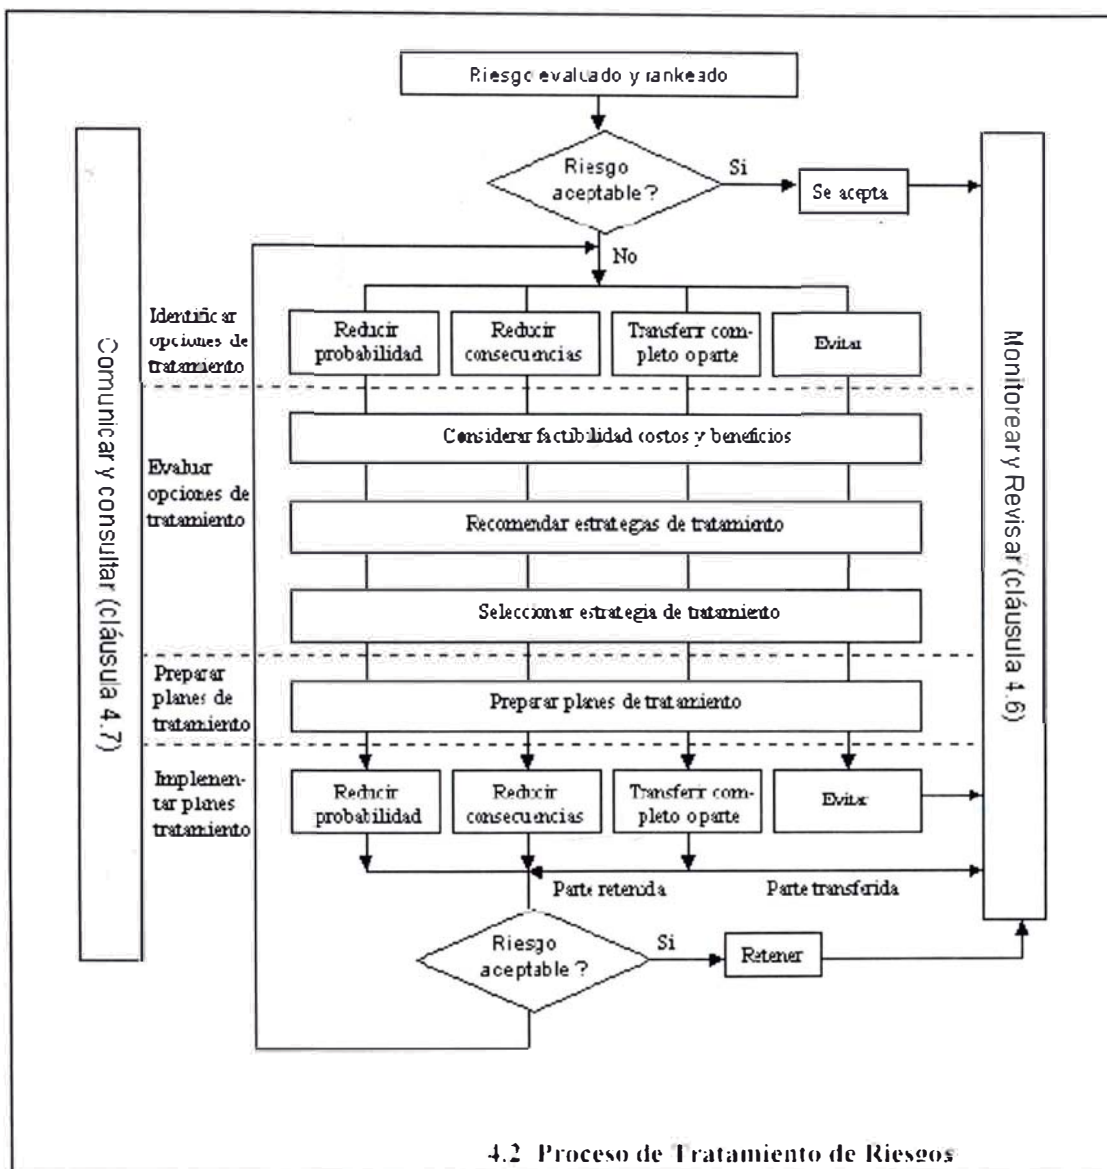 Riesgo evaluado y rankeado
Riesgo
aceptable?
Si
Se acepta
No
Comunicar y consultar (cláusula 4.7)
Monitorear y Revisar (cláusula 4.6)
Identificar
opciones de
tratamiento
Reducir
probabilidad
Reducir
consecuencias
Transferir com-
pleto o parte
Evitar
Evaluar
opciones de
tratamiento
Considerar factibilidad costos y beneficios
Recomendar estrategias de tratamiento
Seleccionar estrategia de tratamiento
Preparar
planes de
tratamiento
Preparar planes de tratamiento
Implemen-
tar planes
tratamiento
Reducir
probabilidad
Reducir
consecuencias
Transferir com-
pleto o parte
Evitar
Parte retenida
Parte transferida
Riesgo
aceptable?
Si
Retener
4.2 Proceso de Tratamiento de Riesgos